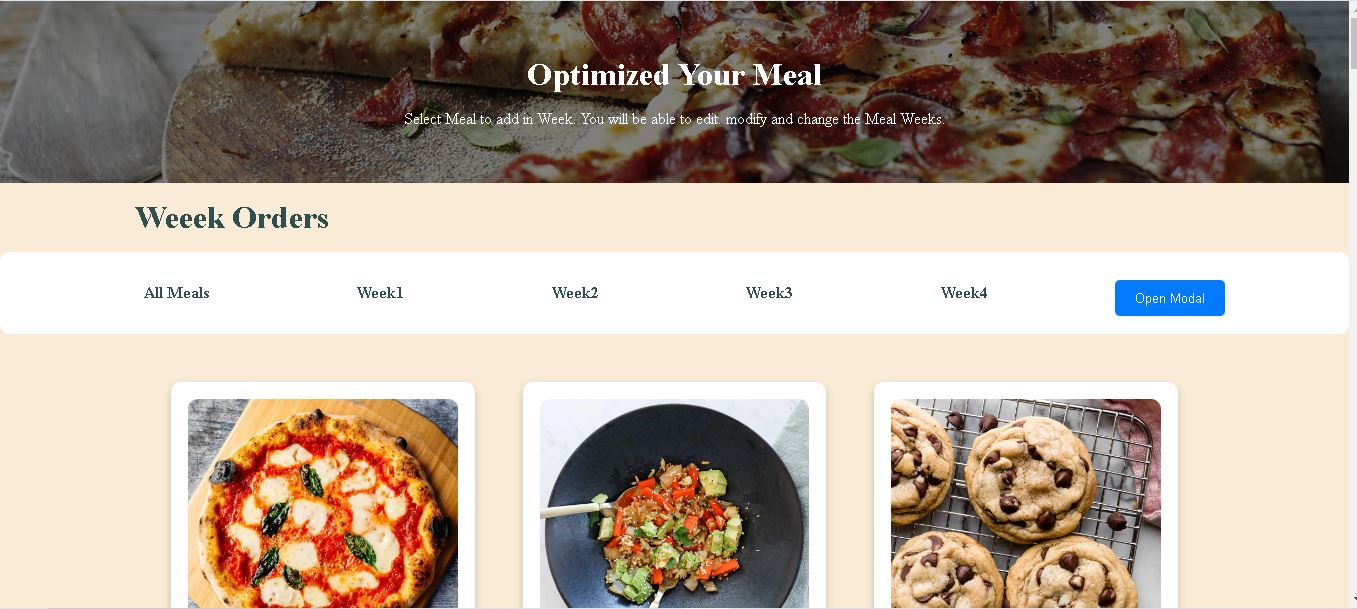 Optimized Your Meal
Select Meal to add in Week. You will be able to edit. modify and change the Meal Weeks.
Weeek Orders
All Meals Week1 Week2 Week3 Week4 Open Modal